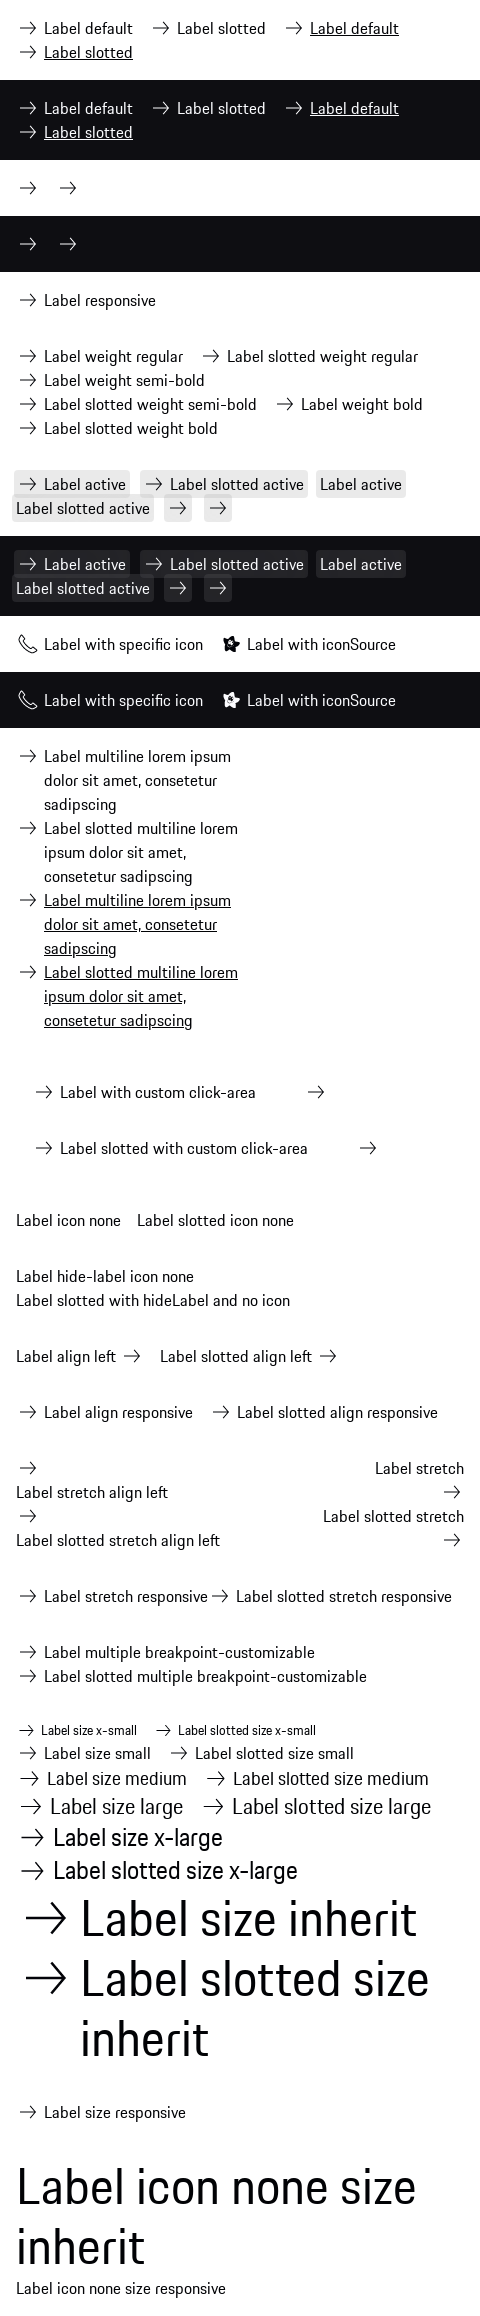 Label default Label slotted Label default
Label slotted
Label default Label slotted Label default
Label slotted
Label responsive
Label weight regular Label slotted weight regular
Label weight semi-bold
Label slotted weight semi-bold Label weight bold
Label slotted weight bold
Label active Label slotted active Label active
Label slotted active
Label active Label slotted active Label active
Label slotted active
Label with specific icon Label with iconSource
Label with specific icon Label with iconSource
Label multiline lorem ipsum
dolor sit amet, consetetur
sadipscing
Label slotted multiline lorem
ipsum dolor sit amet,
consetetur sadipscing
Label multiline lorem ipsum
dolor sit amet, consetetur
sadipscing
Label slotted multiline lorem
ipsum dolor sit amet,
consetetur sadipscing
Label with custom click-area
Label slotted with custom click-area
Label icon none Label slotted icon none
Label hide-label icon none
Label slotted with hideLabel and no icon
Label align left Label slotted align left
Label align responsive Label slotted align responsive
Label stretch
Label stretch align left
Label slotted stretch
Label slotted stretch align left
Label stretch responsive Label slotted stretch responsive
Label multiple breakpoint-customizable
Label slotted multiple breakpoint-customizable
Label size x-small Label slotted size x-small
Label size small Label slotted size small
Label size medium Label slotted size medium
Label size large Label slotted size large
Label size x-large
Label slotted size x-large
Label size inherit
Label slotted size
inherit
Label size responsive
Label icon none size
inherit
Label icon none size responsive